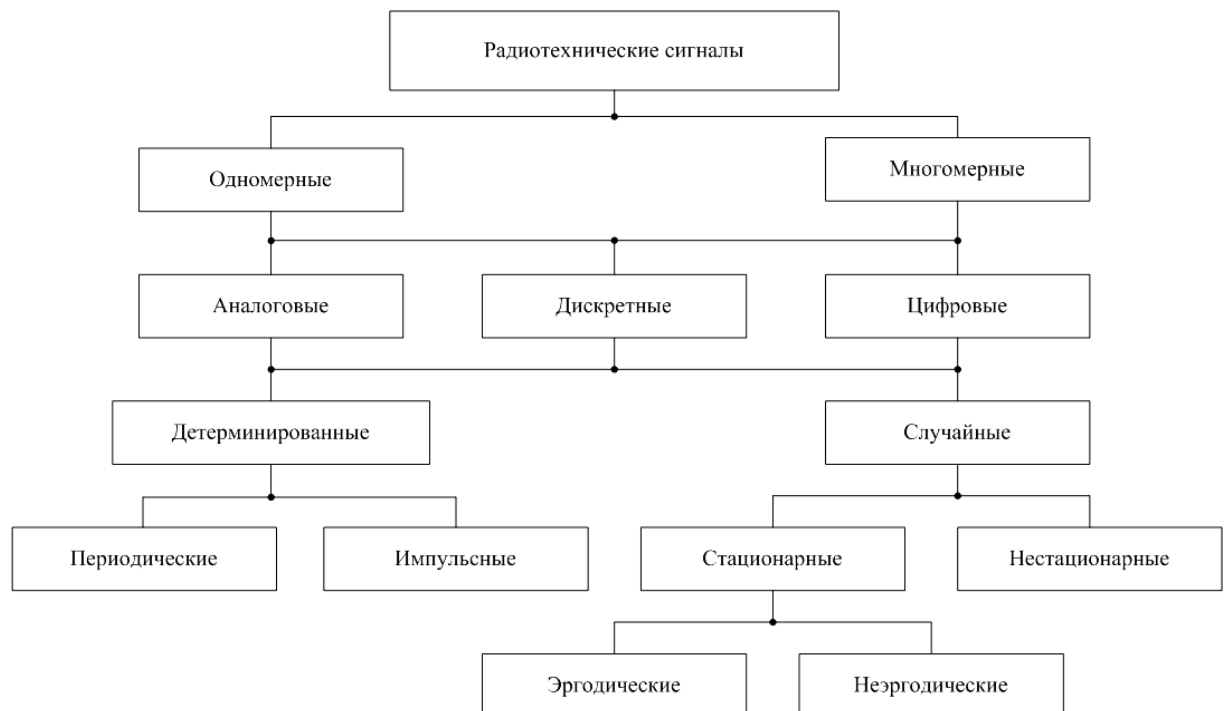 Радиотехнические сигналы
Одномерные
Многомерные
Аналоговые
Дискретные
Цифровые
Детерминированные
Случайные
Периодические
Импульсные
Стационарные
Нестационарные
Эргодические
Неэргодические